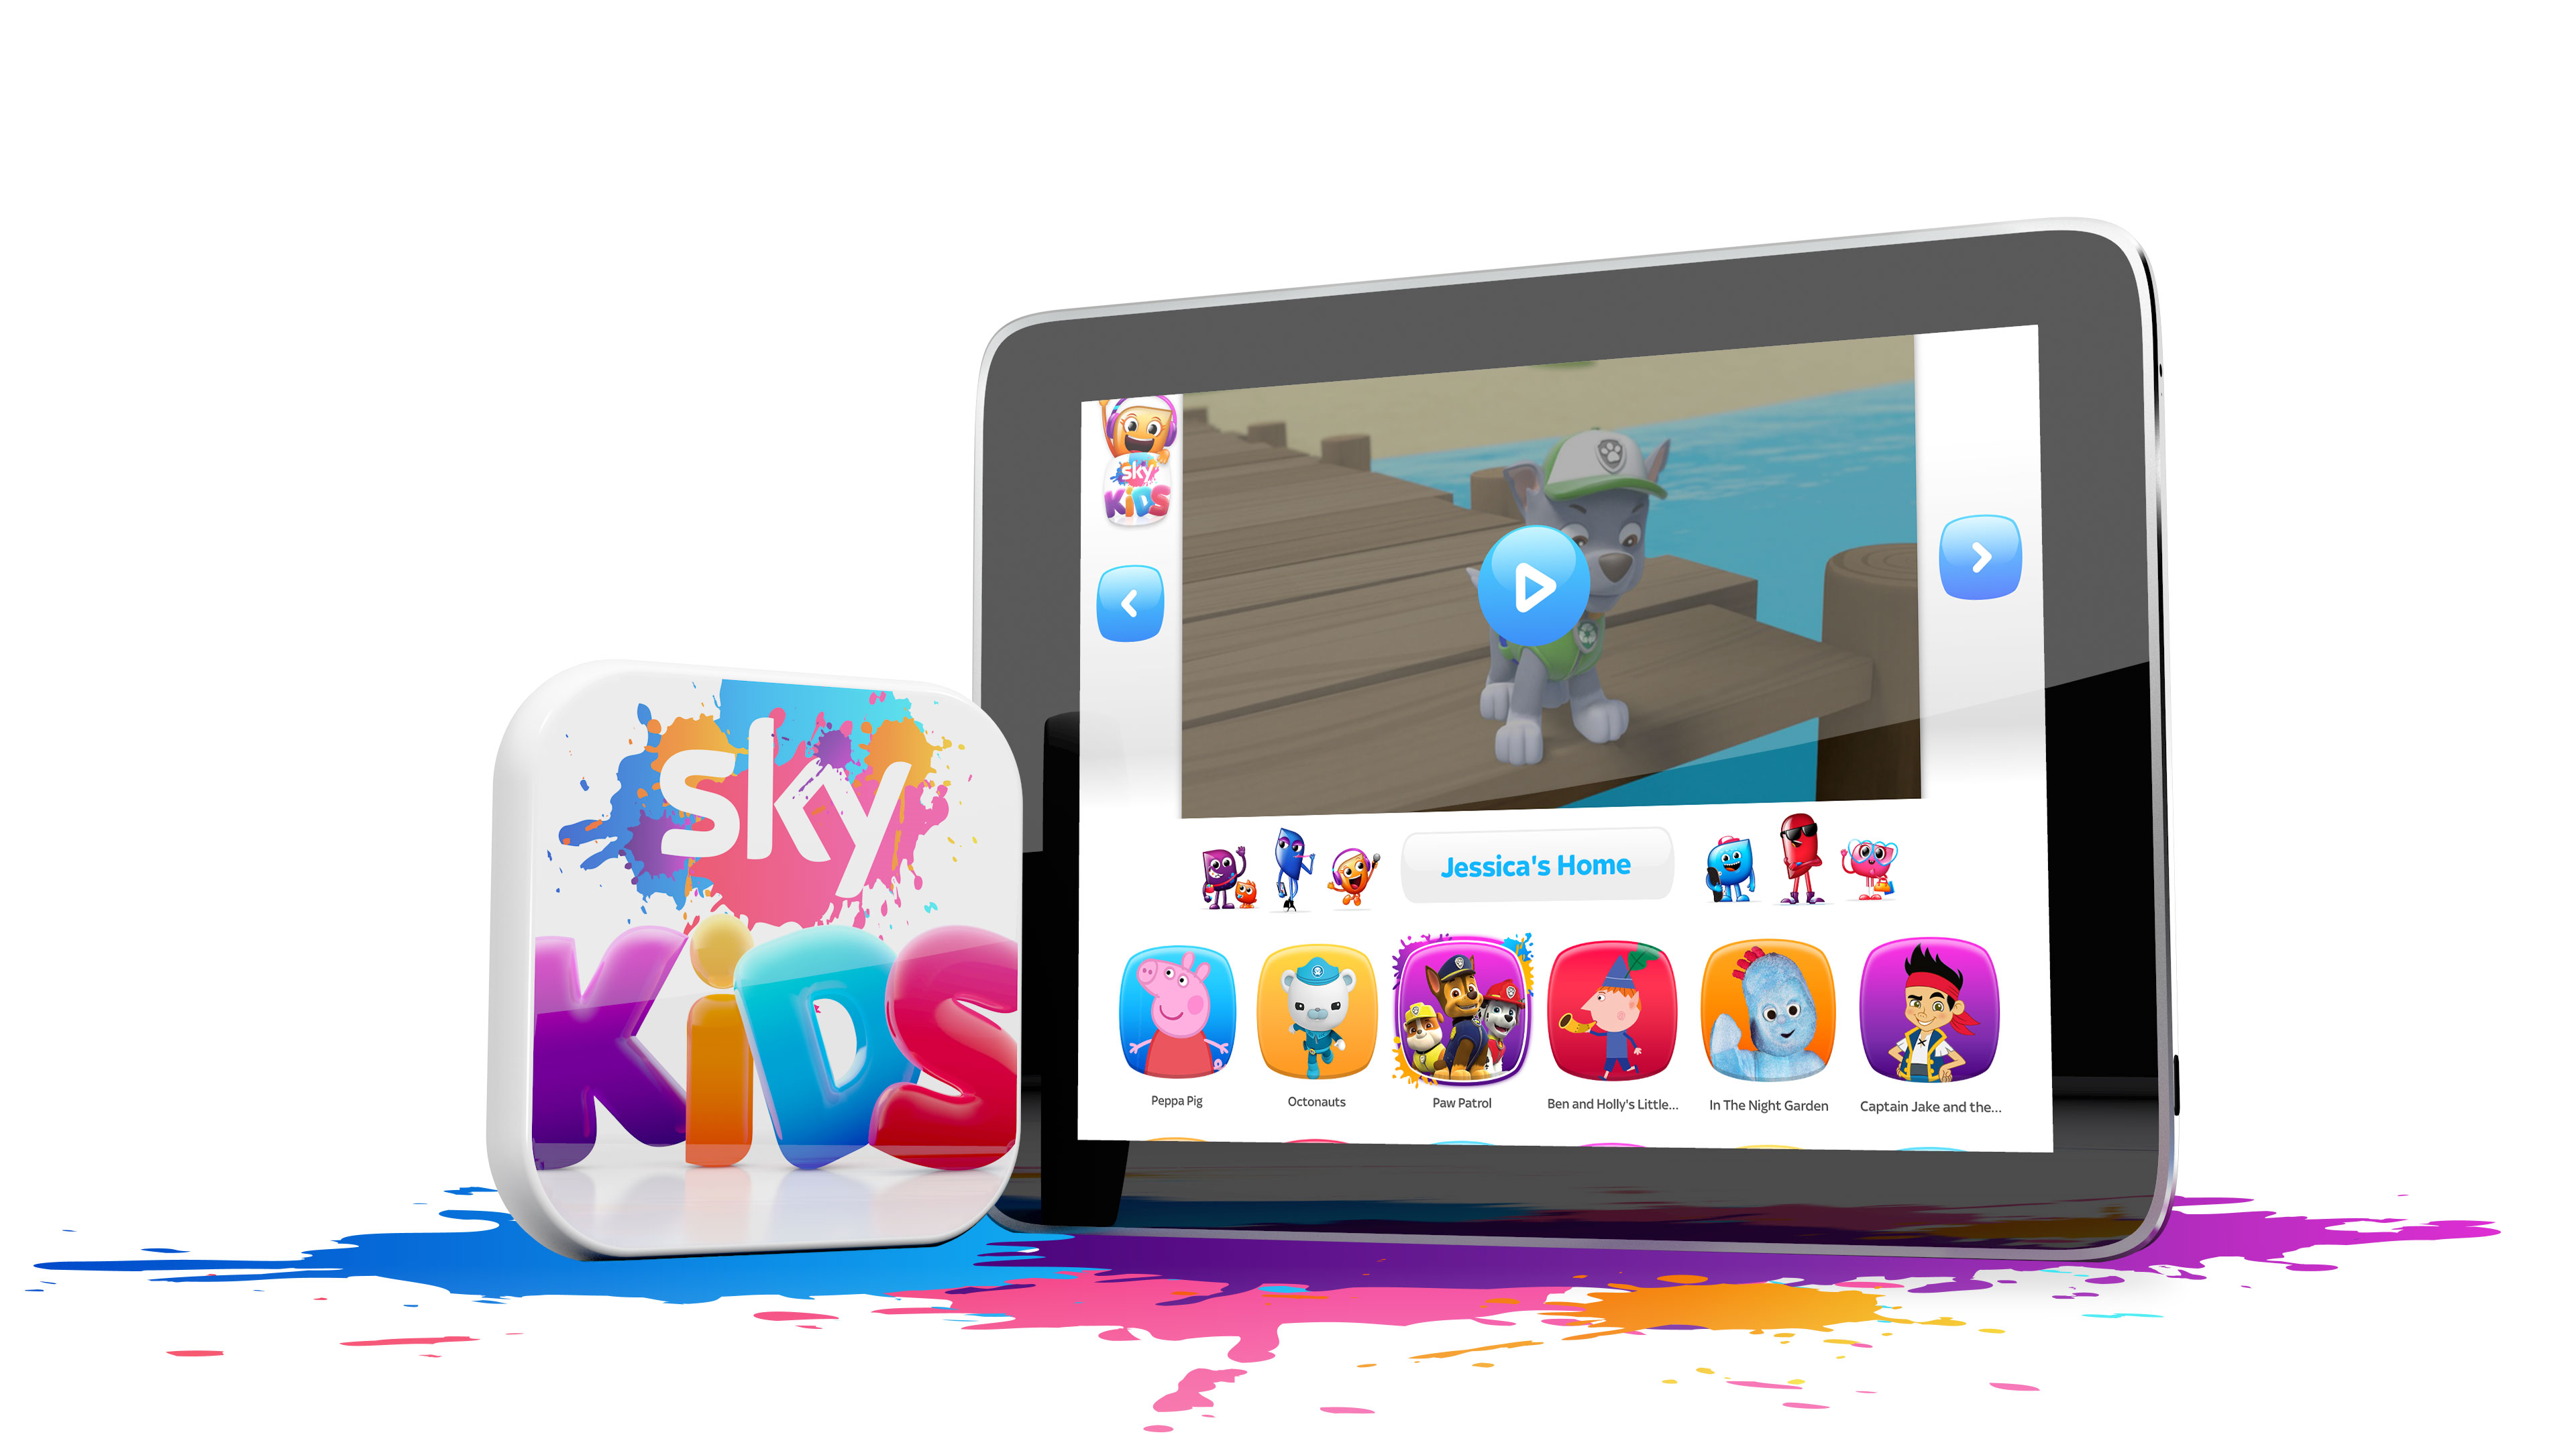 sky
KiDS
sky
KiDS
Jessica's Home
Peppa Pig
Octonauts
Paw Patrol
Ben and Holly's Little...
In The Night Garden
Captain Jake and the...